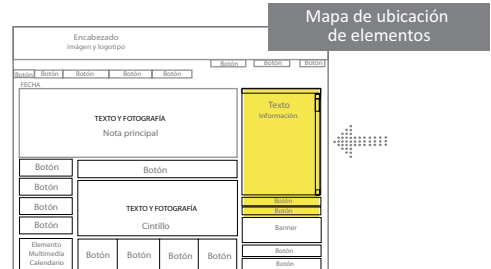 Mapa de ubicación
de elementos
Encabezado
imágen y logotipo
Botón Botón Botón
Botón Botón Botón Botón Botón
FECHA
TEXTO Y FOTOGRAFÍA
Nota principal
Texto
Información
Botón
Botón
Botón
Botón
Botón
Botón
TEXTO Y FOTOGRAFÍA
Cintillo
Botón
Botón
Banner
Elemento
Multimedia
Calendario
Botón Botón Botón Botón
Botón
Botón